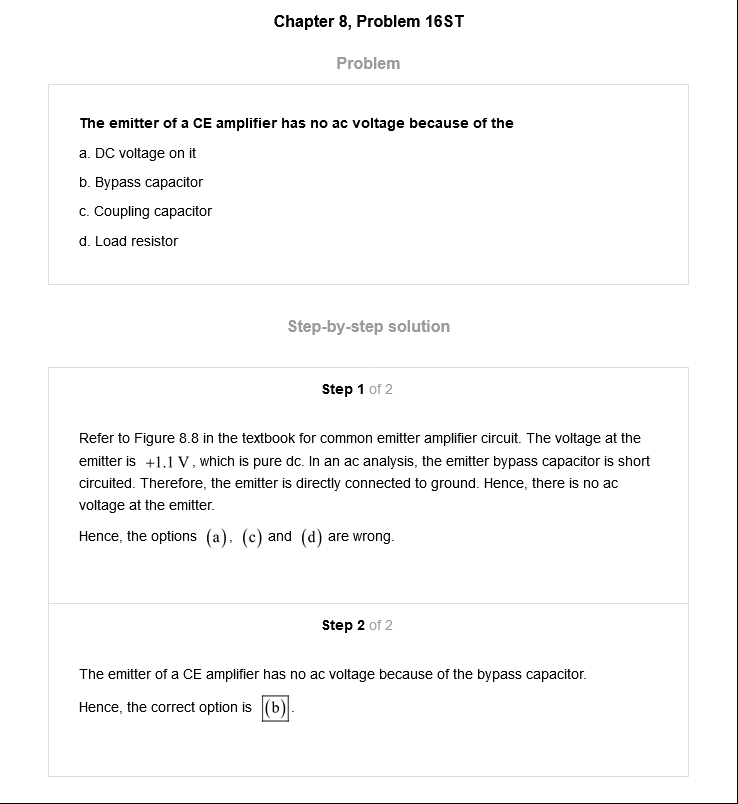 Chapter 8, Problem 16ST
Problem
The emitter of a CE amplifier has no ac voltage because of the
a. DC voltage on it
b. Bypass capacitor
c. Coupling capacitor
d. Load resistor
Step-by-step solution
Step 1 of 2
Refer to Figure 8.8 in the textbook for common emitter amplifier circuit. The voltage at the
emitter is +1.1 V, which is pure dc. In an ac analysis, the emitter bypass capacitor is short
circuited. Therefore, the emitter is directly connected to ground. Hence, there is no ac
voltage at the emitter.
Hence, the options (a), (c) and (d) are wrong.
Step 2 of 2
The emitter of a CE amplifier has no ac voltage because of the bypass capacitor.
Hence, the correct option is (b).